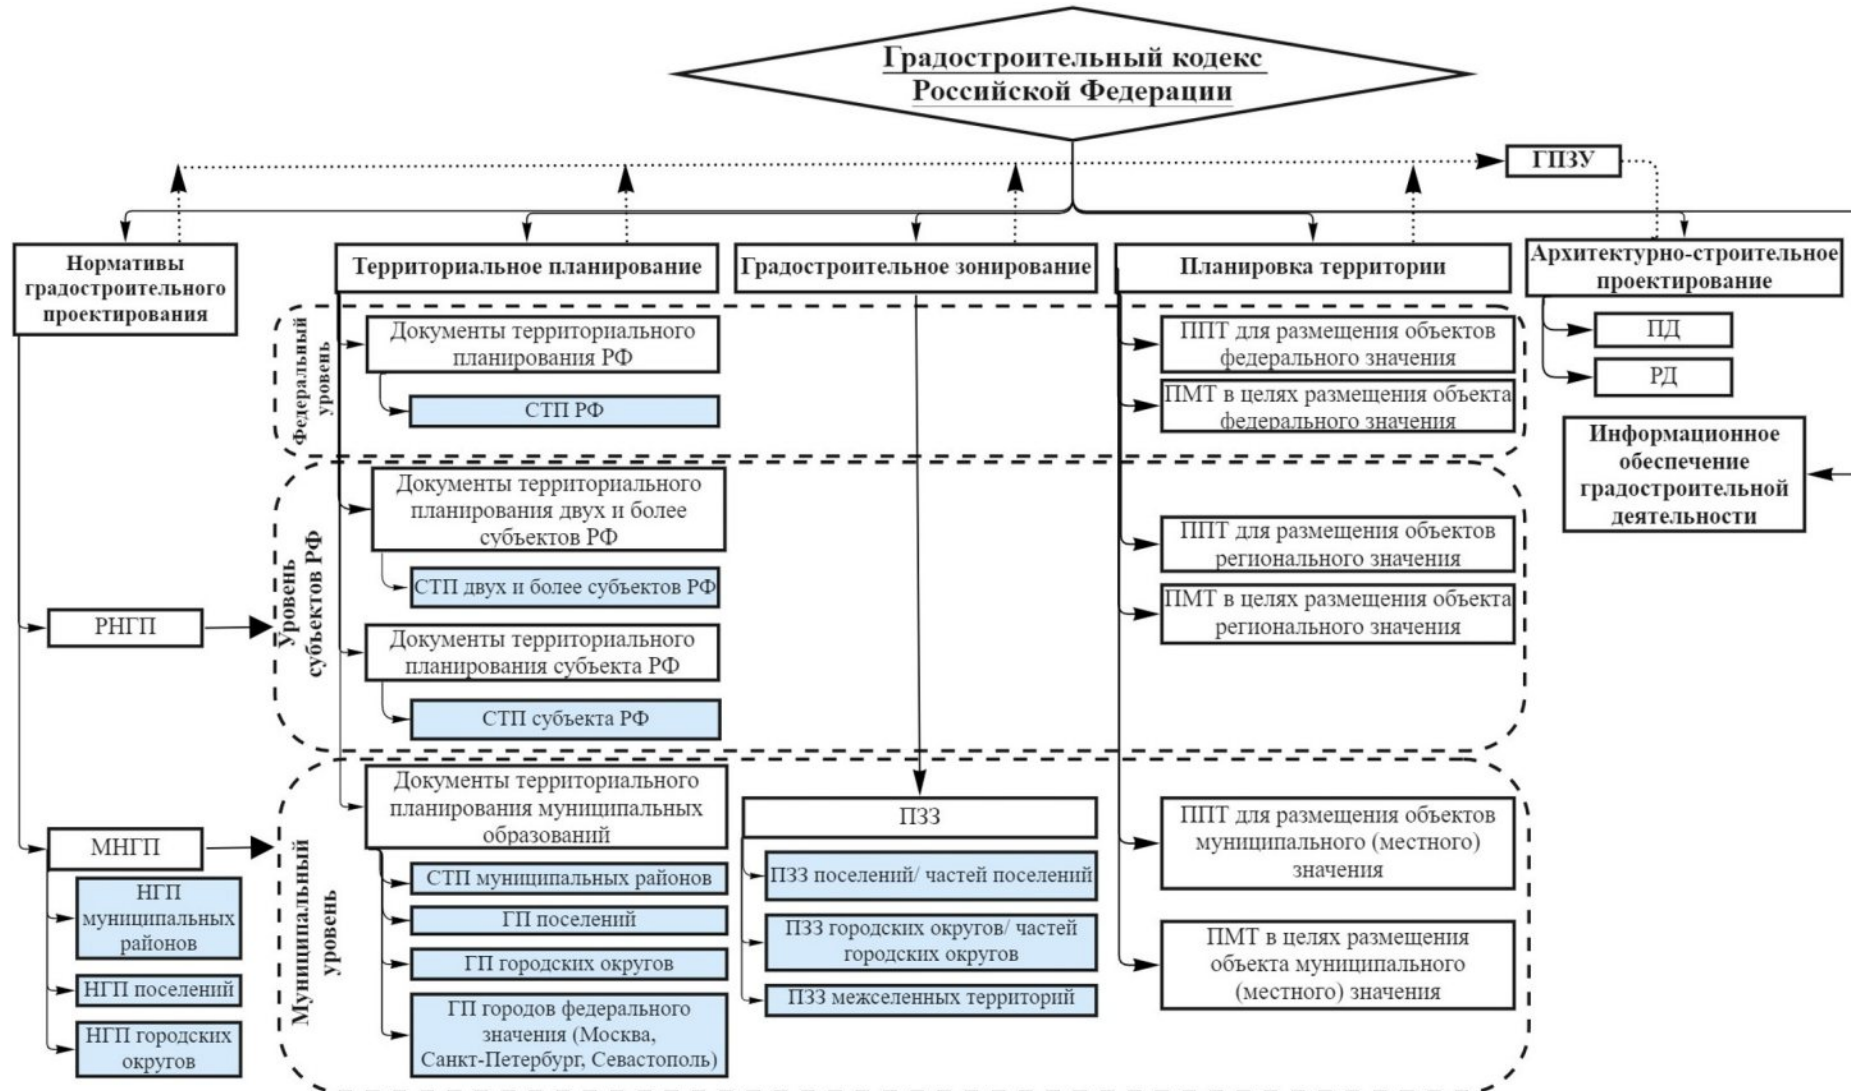 Градостроительный кодекс
Российской Федерации
ГПЗУ
Нормативы
градостроительного
проектирования
Территориальное планирование
Градостроительное зонирование
Планировка территории
Архитектурно-строительное
проектирование
ПД
РД
Информационное
обеспечение
градостроительной
деятельности
Федеральный
уровень
Документы территориального
планирования РФ
СТП РФ
ППТ для размещения объектов
федерального значения
ПМТ в целях размещения объекта
федерального значения
РНГП
Уровень
субъектов РФ
Документы территориального
планирования двух и более
субъектов РФ
СТП двух и более субъектов РФ
Документы территориального
планирования субъекта РФ
СТП субъекта РФ
ППТ для размещения объектов
регионального значения
ПМТ в целях размещения объекта
регионального значения
МНГП
НГП
муниципальных
районов
НГП поселений
НГП городских
округов
Муниципальный
уровень
Документы территориального
планирования муниципальных
образований
СТП муниципальных районов
ГП поселений
ГП городских округов
ГП городов федерального
значения (Москва,
Санкт-Петербург, Севастополь)
ПЗЗ
ПЗЗ поселений/ частей поселений
ПЗЗ городских округов/ частей
городских округов
ПЗЗ межселенных территорий
ППТ для размещения объектов
муниципального (местного)
значения
ПМТ в целях размещения
объекта муниципального
(местного) значения